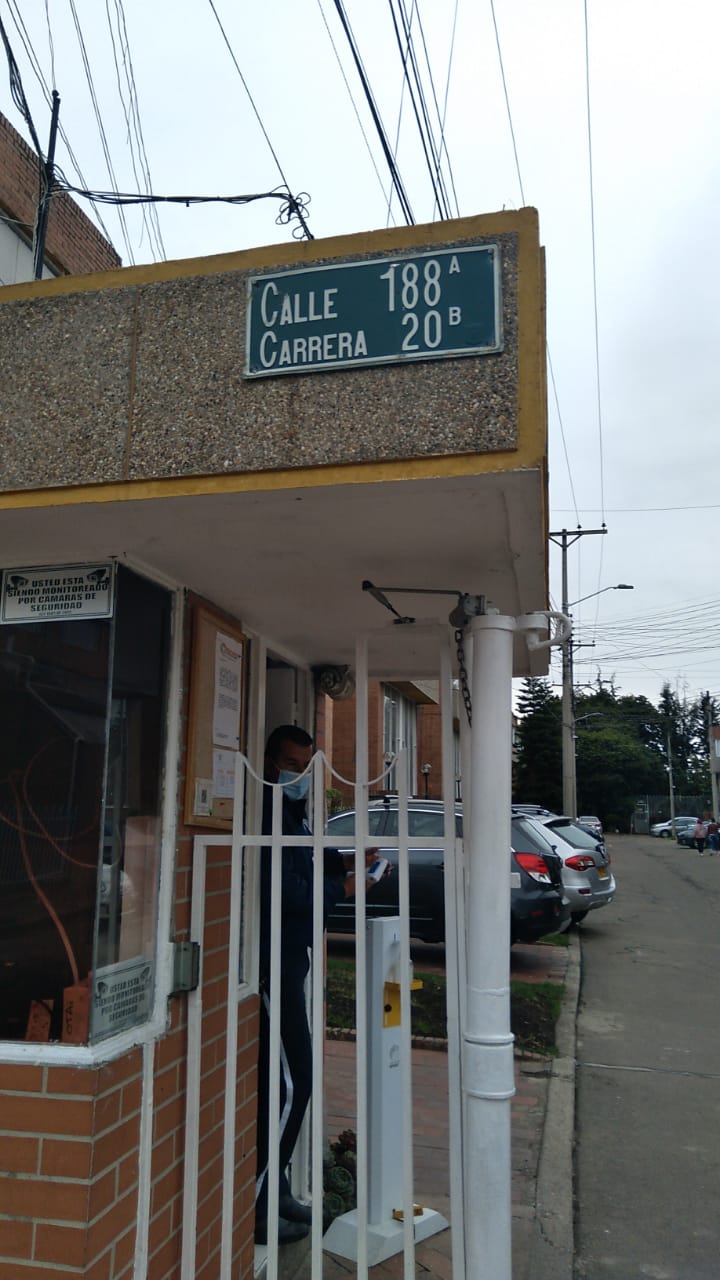 CALLE 188 A
CARRERA 20 B
USTED ESTA
SIENDO MONITOREADO
POR CAMARAS DE
SEGURIDAD
USTED ESTA
SIENDO MONITOREADO
POR CAMARAS DE
SEGURIDAD